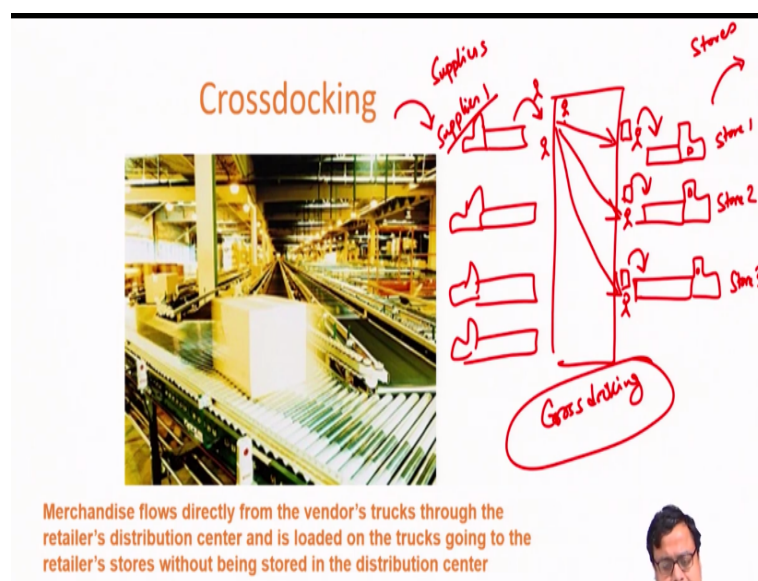 Crossdocking
Suppliers
Supplier 1
Stores
Store 1
Store 2
Store 3
Crossdocking
Merchandise flows directly from the vendor's trucks through the
retailer's distribution center and is loaded on the trucks going to the
retailer's stores without being stored in the distribution center